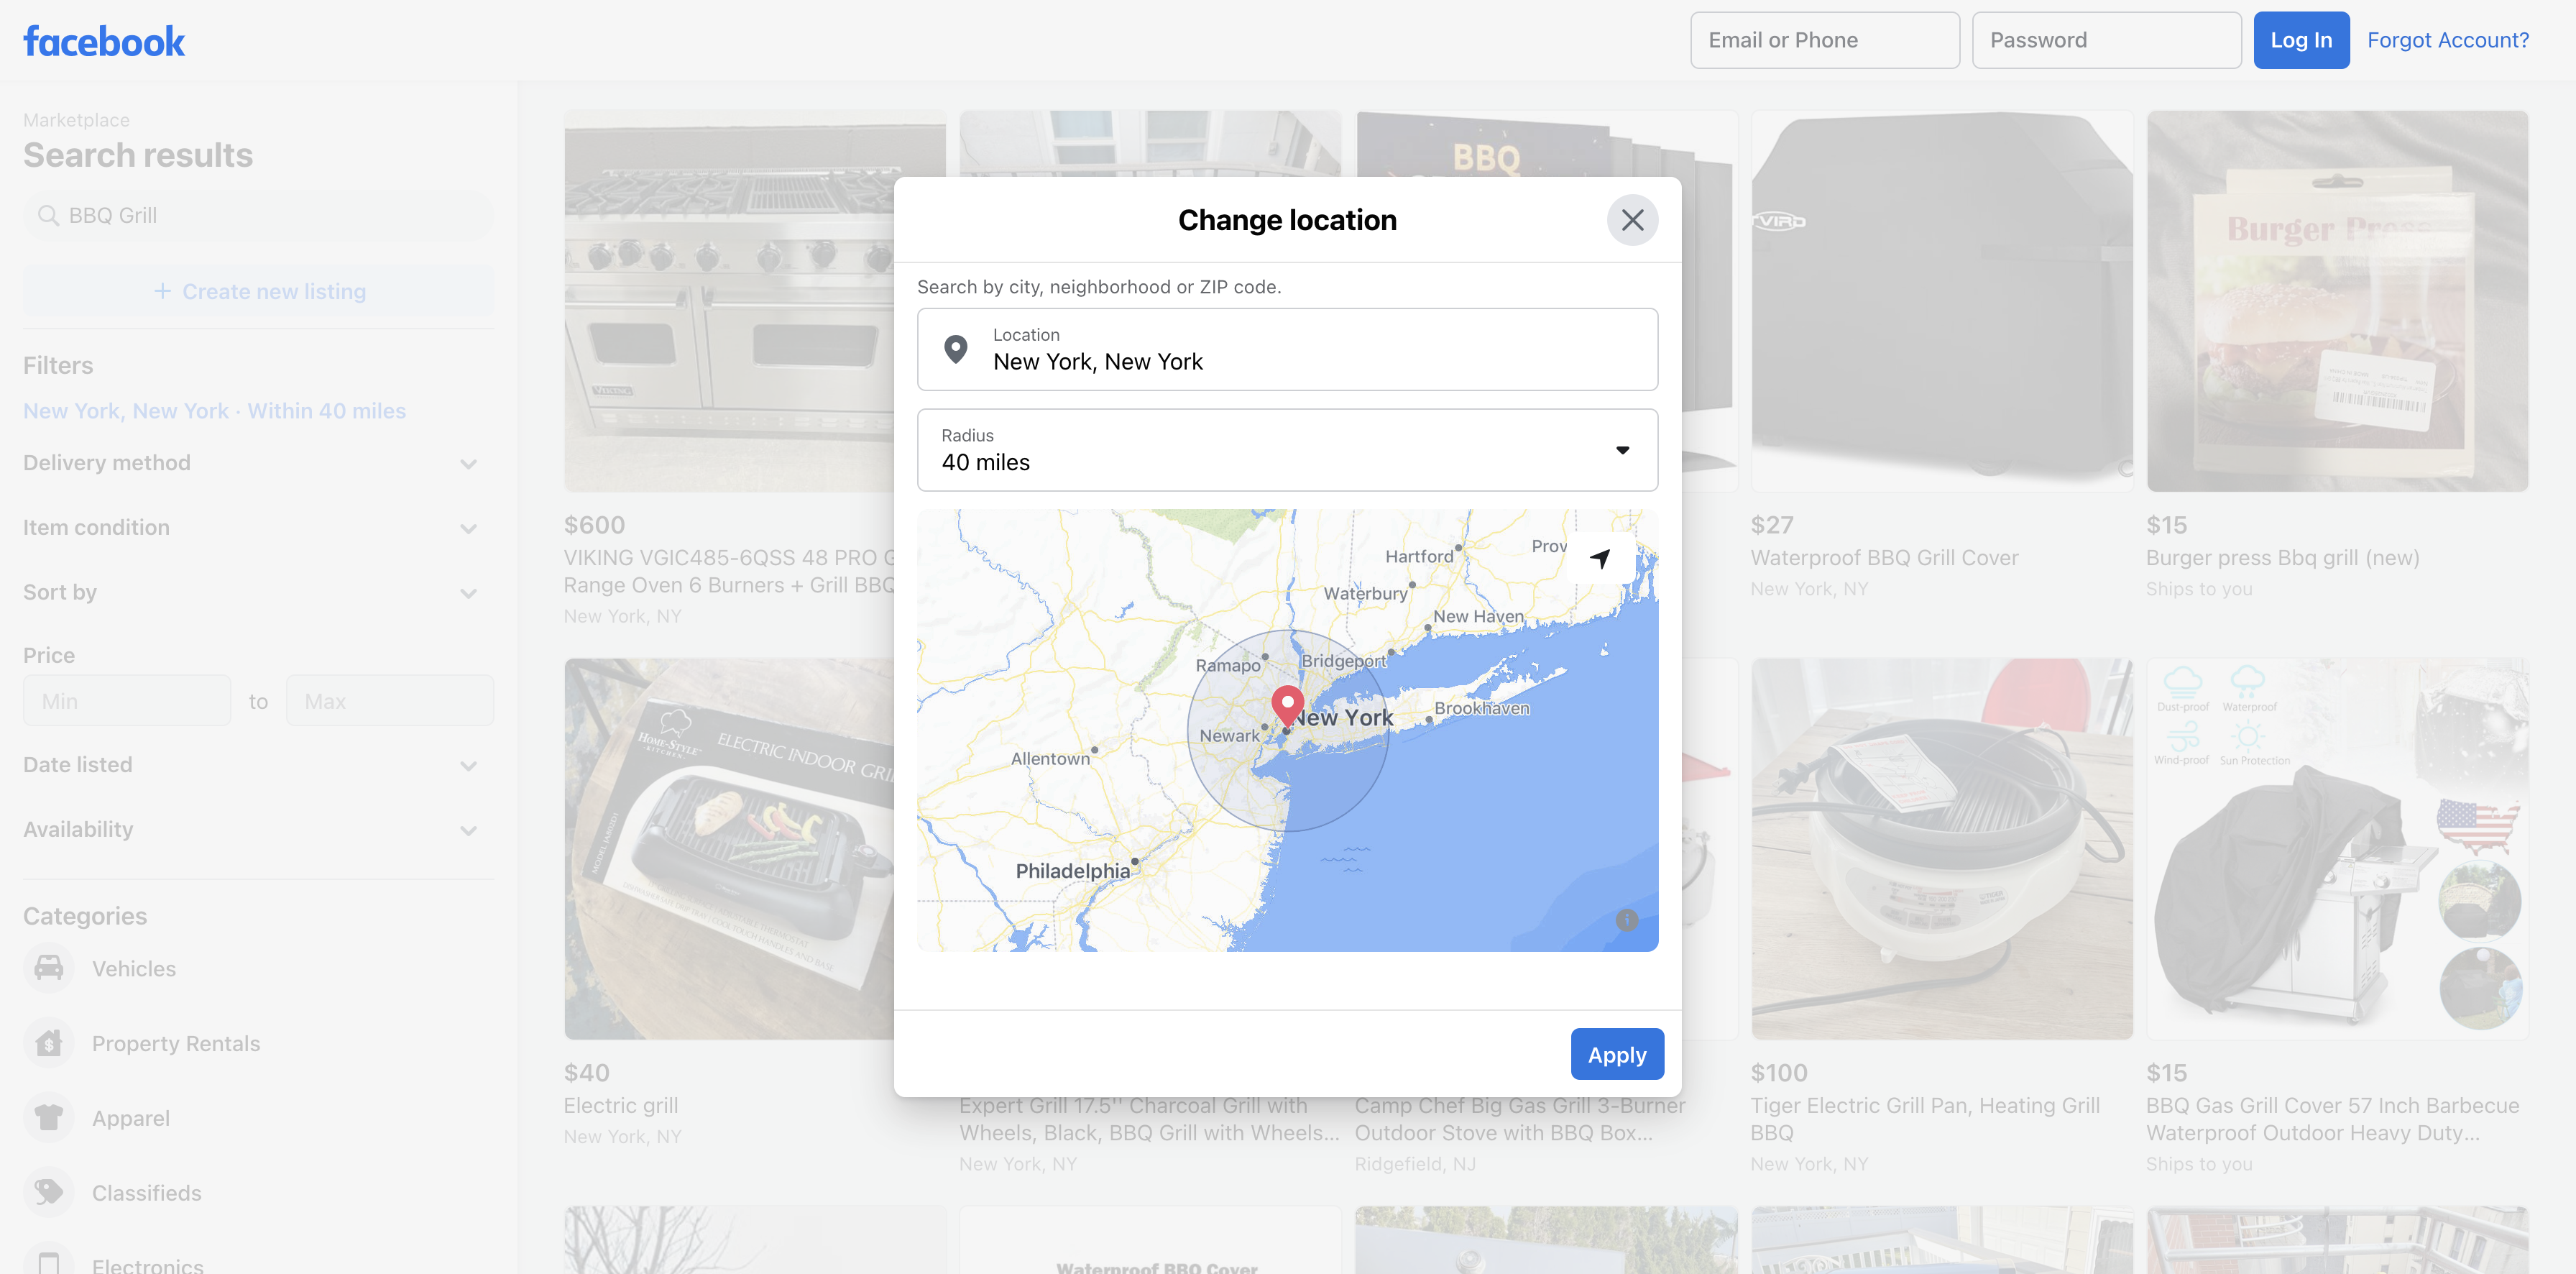 facebook
Email or Phone
Password
Log In
Forgot Account?
Marketplace
Search results
BBQ Grill
+ Create new listing
Filters
New York, New York · Within 40 miles
Delivery method
Item condition
Sort by
Price
Min
to
Max
Date listed
Availability
Categories
Vehicles
Property Rentals
Apparel
Classifieds
Electronics
Change location
Search by city, neighborhood or ZIP code.
Location
New York, New York
Radius
40 miles
Hartford
Prov
Waterbury
New Haven
Ramapo
Bridgeport
New York
Brookhaven
Newark
Allentown
Philadelphia
Apply
VIKING
BBQ
Burger Press
$600
VIKING VGIC485-6QSS 48 PRO G
Range Oven 6 Burners + Grill BBQ
New York, NY
$27
Waterproof BBQ Grill Cover
New York, NY
$15
Burger press Bbq grill (new)
Ships to you
HOME-STYLE
KITCHEN
ELECTRIC INDOOR GRIL
Dust-proof
Waterproof
Wind-proof
Sun Protection
$40
Electric grill
New York, NY
Expert Grill 17.5'' Charcoal Grill with
Wheels, Black, BBQ Grill with Wheels...
New York, NY
Camp Chef Big Gas Grill 3-Burner
Outdoor Stove with BBQ Box...
Ridgefield, NJ
$100
Tiger Electric Grill Pan, Heating Grill
BBQ
New York, NY
$15
BBQ Gas Grill Cover 57 Inch Barbecue
Waterproof Outdoor Heavy Duty...
Ships to you
Waterproof BBQ Cover